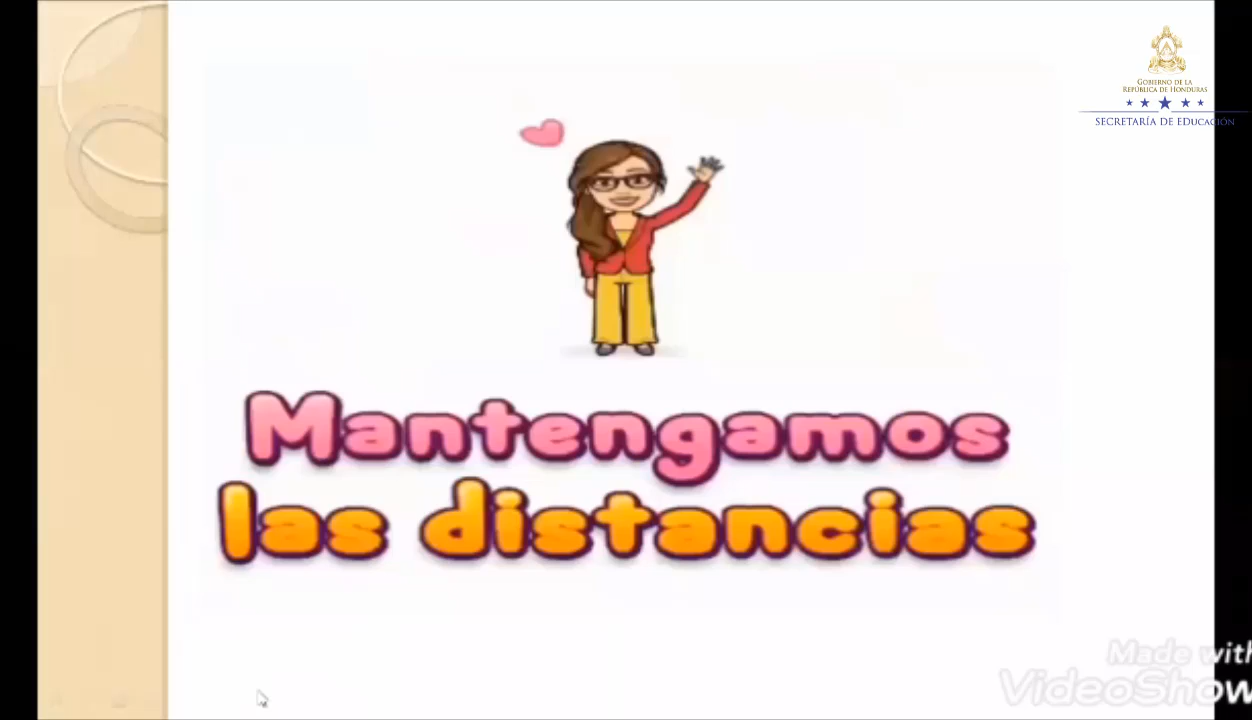 GOBIERNO DE LA
REPÚBLICA DE HONDURAS
SECRETARÍA DE EDUCACIÓN
Mantengamos
las distancias
Made with
VideoShow